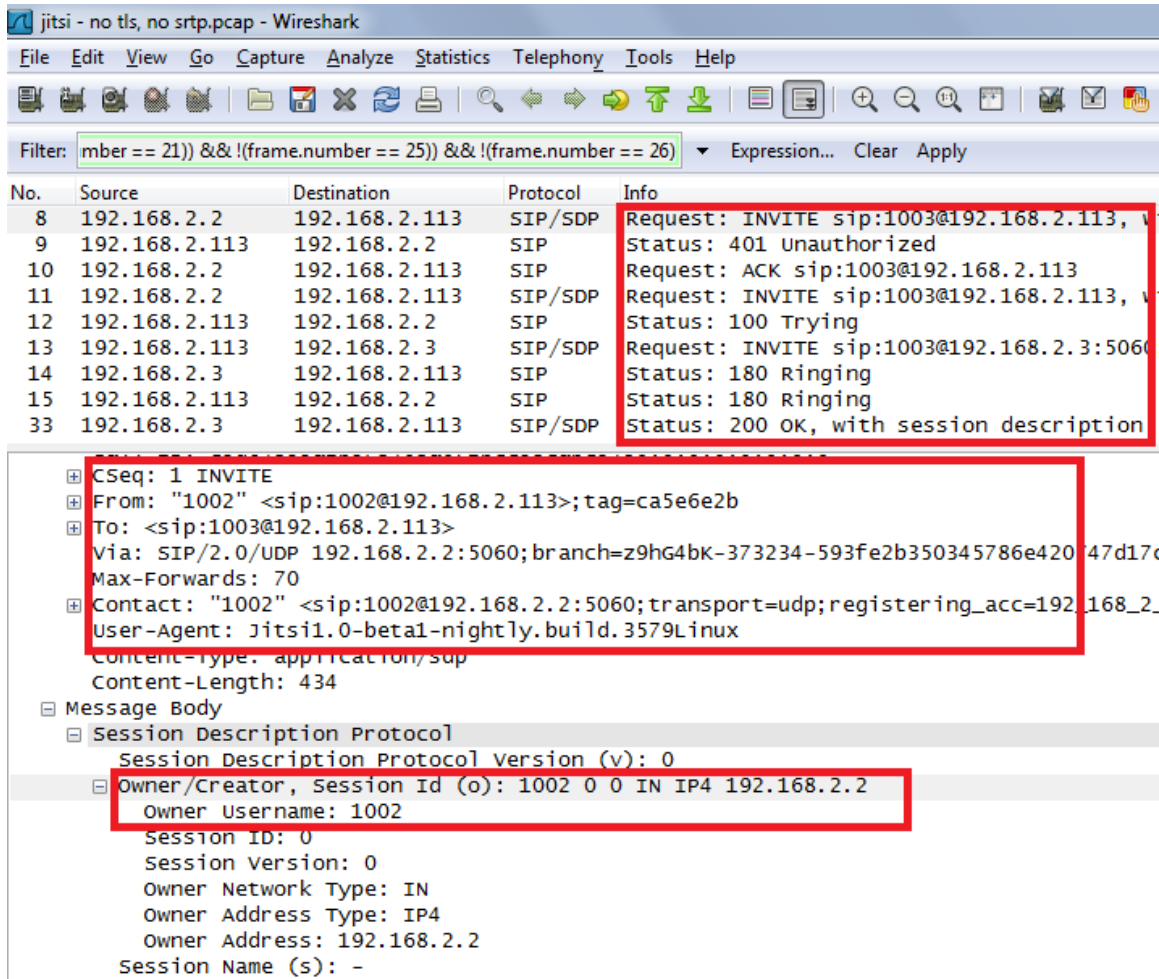 jitsi - no tls, no srtp.pcap - Wireshark
File Edit View Go Capture Analyze Statistics Telephony Tools Help
Filter: mber == 21)) && !(frame.number == 25)) && !(frame.number == 26) Expression... Clear Apply
No. Source Destination Protocol Info
8 192.168.2.2 192.168.2.113 SIP/SDP Request: INVITE sip:1003@192.168.2.113,
9 192.168.2.113 192.168.2.2 SIP Status: 401 Unauthorized
10 192.168.2.2 192.168.2.113 SIP Request: ACK sip:1003@192.168.2.113
11 192.168.2.2 192.168.2.113 SIP/SDP Request: INVITE sip:1003@192.168.2.113,
12 192.168.2.113 192.168.2.2 SIP Status: 100 Trying
13 192.168.2.113 192.168.2.3 SIP/SDP Request: INVITE sip:1003@192.168.2.3:5060
14 192.168.2.3 192.168.2.113 SIP Status: 180 Ringing
15 192.168.2.113 192.168.2.2 SIP Status: 180 Ringing
33 192.168.2.3 192.168.2.113 SIP/SDP Status: 200 OK, with session description
CSeq: 1 INVITE
From: "1002" <sip:1002@192.168.2.113>;tag=ca5e6e2b
To: <sip:1003@192.168.2.113>
Via: SIP/2.0/UDP 192.168.2.2:5060;branch=z9hG4bK-373234-593fe2b350345786e420747d17
Max-Forwards: 70
Contact: "1002" <sip:1002@192.168.2.2:5060;transport=udp;registering_acc=192_168_2_
User-Agent: Jitsi1.0-beta1-nightly.build.3579Linux
Content-Type: application/sdp
Content-Length: 434
Message Body
Session Description Protocol
Session Description Protocol Version (v): 0
Owner/Creator, Session Id (o): 1002 0 0 IN IP4 192.168.2.2
Owner Username: 1002
Session ID: 0
Session Version: 0
Owner Network Type: IN
Owner Address Type: IP4
Owner Address: 192.168.2.2
Session Name (s): -